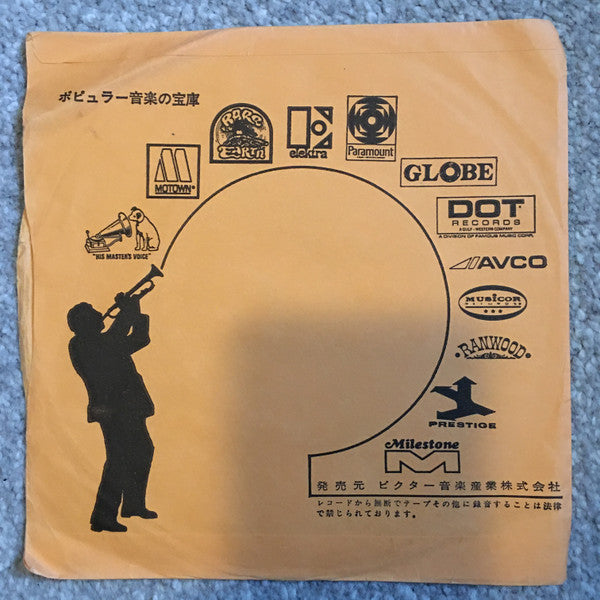 ポピュラー音楽の宝庫
RARE
EARTH
elektra
Paramount
MOTOWN®
GLOBE
DOT
RECORDS
A GULF+WESTERN COMPANY
A DIVISION OF FAMOUS MUSIC CORP.
"HIS MASTER'S VOICE"
AVCO
MUSICOR
RECORDS
RANWOOD
PRESTIGE
Milestone
M
発売元 ビクター音楽産業株式会社
レコードから無断でテープその他に録音することは法律
で禁じられております。